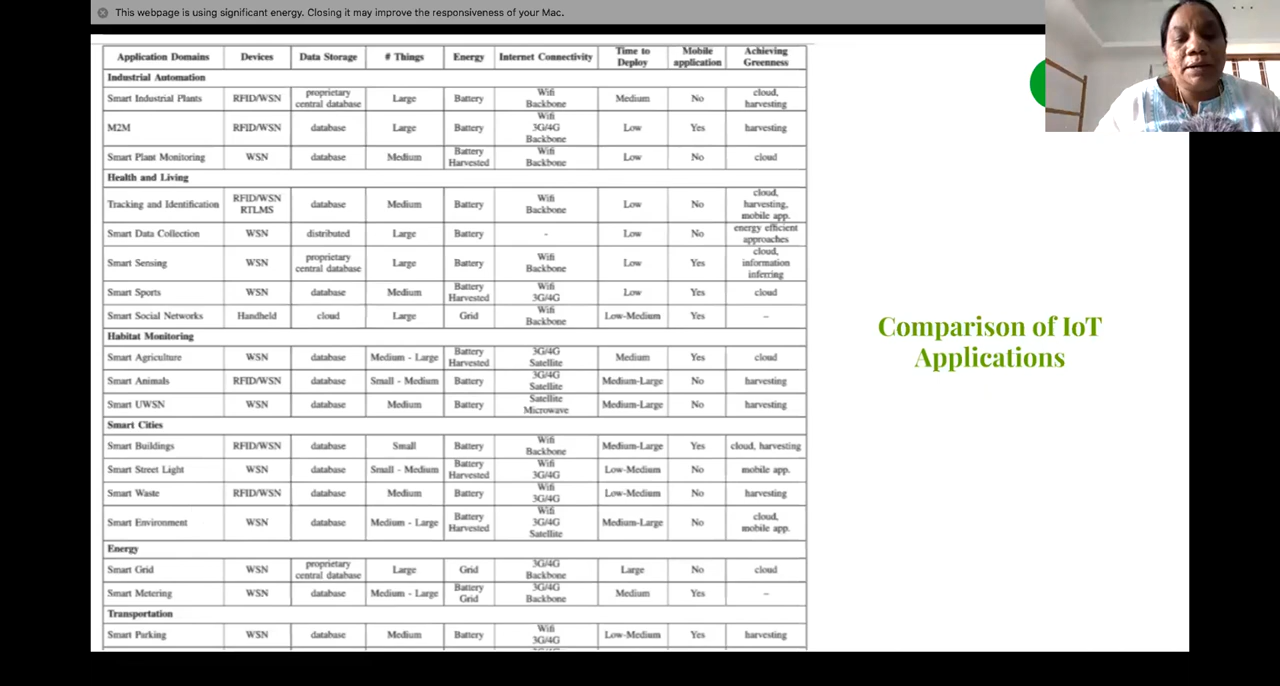 This webpage is using significant energy. Closing it may improve the responsiveness of your Mac.
Application Domains Devices Data Storage # Things Energy Internet Connectivity Time to Deploy Mobile application Achieving Greenness
Industrial Automation
Smart Industrial Plants RFID/WSN proprietary central database Large Battery Wifi Backbone Medium No cloud, harvesting
M2M RFID/WSN database Large Battery Wifi 3G/4G Backbone Low Yes harvesting
Smart Plant Monitoring WSN database Medium Battery Harvested Wifi Backbone Low No cloud
Health and Living
Tracking and Identification RFID/WSN RTLMS database Medium Battery Wifi Backbone Low No cloud, harvesting, mobile app.
Smart Data Collection WSN distributed Large Battery - Low No energy efficient approaches
Smart Sensing WSN proprietary central database Large Battery Wifi Backbone Low Yes cloud, information inferring
Smart Sports WSN database Medium Battery Harvested Wifi 3G/4G Low Yes cloud
Smart Social Networks Handheld cloud Large Grid Wifi Backbone Low-Medium Yes –
Habitat Monitoring
Smart Agriculture WSN database Medium - Large Battery Harvested 3G/4G Satellite Medium Yes cloud
Smart Animals RFID/WSN database Small - Medium Battery 3G/4G Satellite Medium-Large No harvesting
Smart UWSN WSN database Medium Battery Satellite Microwave Medium-Large No harvesting
Smart Cities
Smart Buildings RFID/WSN database Small Battery Wifi Backbone Medium-Large Yes cloud, harvesting
Smart Street Light WSN database Small - Medium Battery Harvested Wifi 3G/4G Low-Medium No mobile app.
Smart Waste RFID/WSN database Medium Battery Wifi 3G/4G Low-Medium No harvesting
Smart Environment WSN database Medium - Large Battery Harvested Wifi 3G/4G Satellite Medium-Large No cloud, mobile app.
Energy
Smart Grid WSN proprietary central database Large Grid 3G/4G Backbone Large No cloud
Smart Metering WSN database Medium - Large Battery Grid 3G/4G Backbone Medium Yes –
Transportation
Smart Parking WSN database Medium Battery Wifi 3G/4G Low-Medium Yes harvesting
Comparison of IoT
Applications